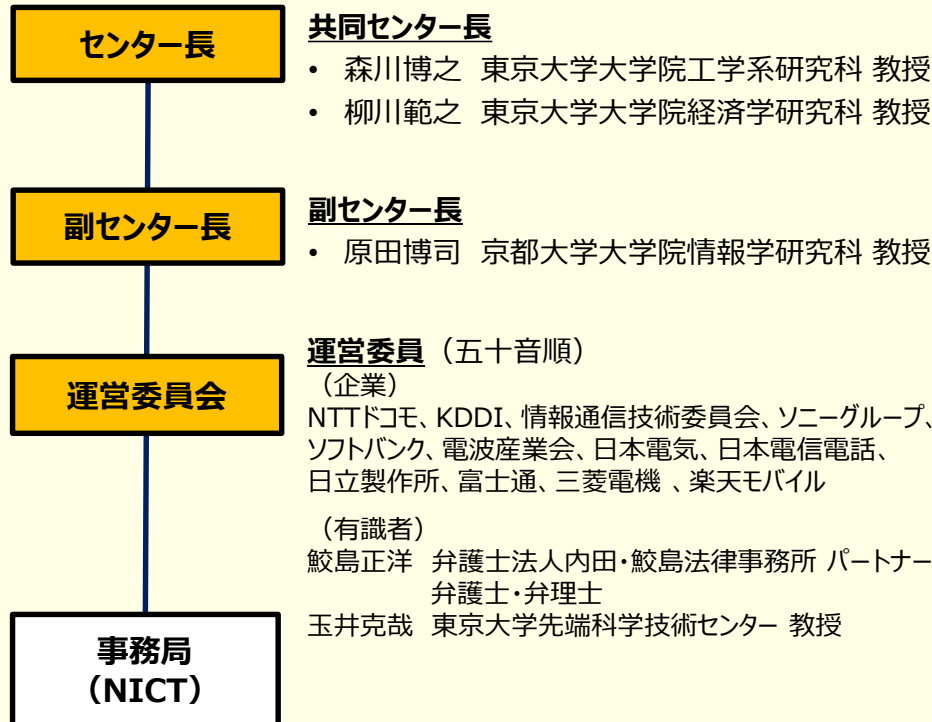 センター長
共同センター長
• 森川博之 東京大学大学院工学系研究科 教授
• 柳川範之 東京大学大学院経済学研究科 教授
副センター長
副センター長
• 原田博司 京都大学大学院情報学研究科 教授
運営委員会
運営委員（五十音順）
（企業）
NTTドコモ、KDDI、情報通信技術委員会、ソニーグループ、
ソフトバンク、電波産業会、日本電気、日本電信電話、
日立製作所、富士通、三菱電機 、楽天モバイル
（有識者）
鮫島正洋 弁護士法人内田・鮫島法律事務所 パートナー
弁護士・弁理士
玉井克哉 東京大学先端科学技術センター 教授
事務局
（NICT）